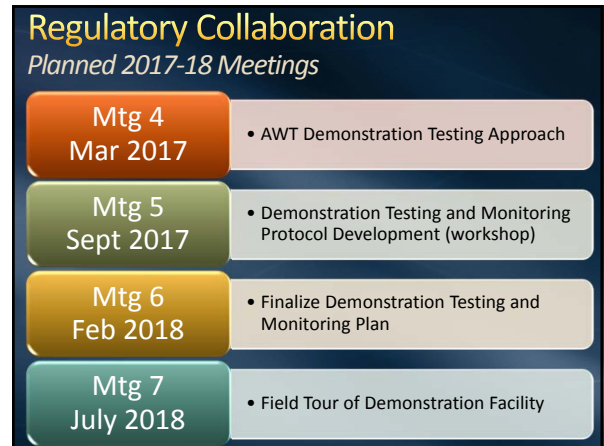 Regulatory Collaboration
Planned 2017-18 Meetings
Mtg 4
Mar 2017
• AWT Demonstration Testing Approach
Mtg 5
Sept 2017
• Demonstration Testing and Monitoring
Protocol Development (workshop)
Mtg 6
Feb 2018
• Finalize Demonstration Testing and
Monitoring Plan
Mtg 7
July 2018
• Field Tour of Demonstration Facility